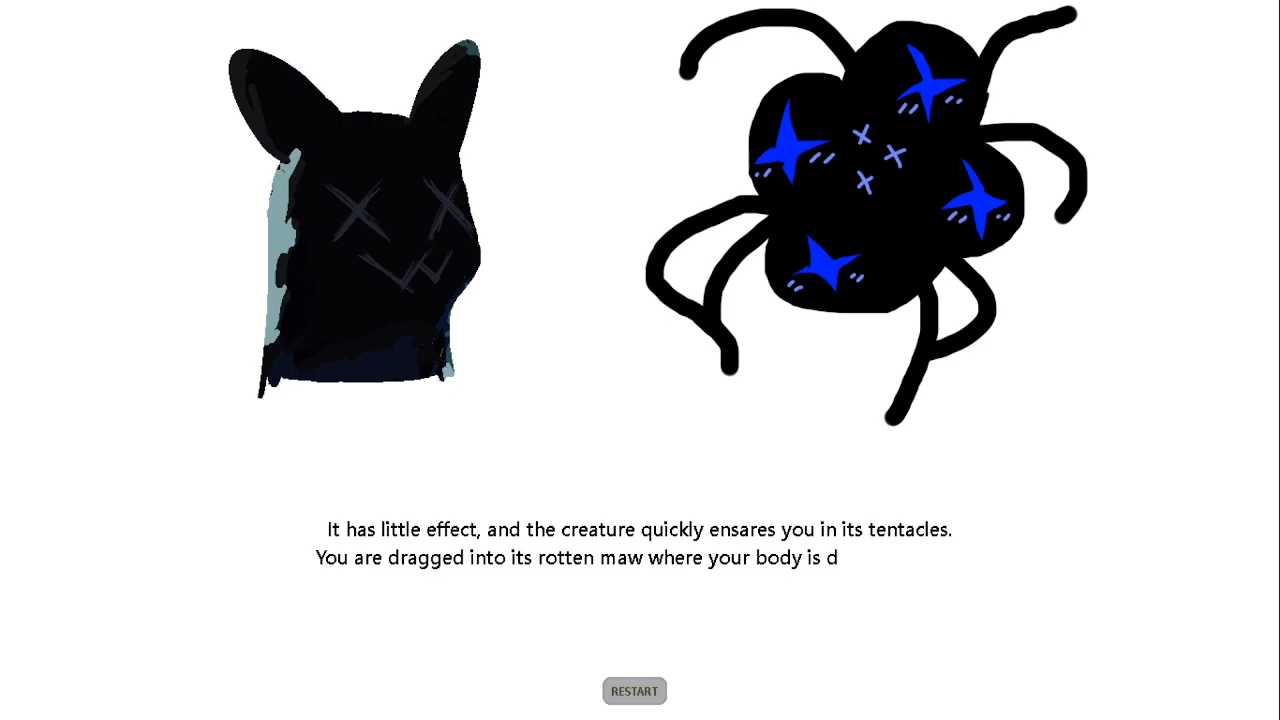 It has little effect, and the creature quickly ensares you in its tentacles.
You are dragged into its rotten maw where your body is d
RESTART